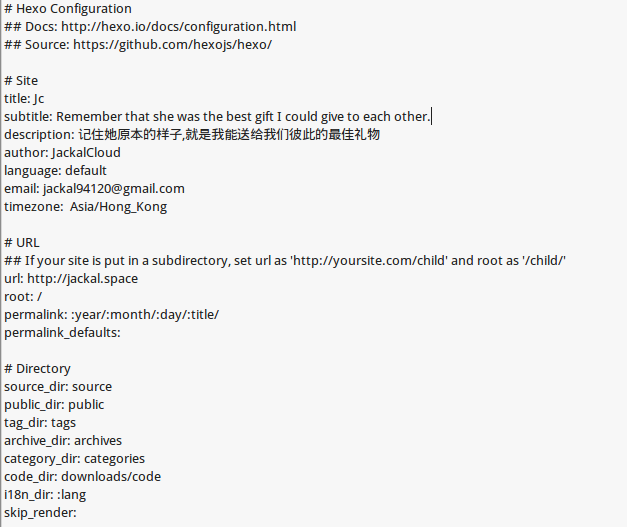 # Hexo Configuration
## Docs: http://hexo.io/docs/configuration.html
## Source: https://github.com/hexojs/hexo/
# Site
title: Jc
subtitle: Remember that she was the best gift I could give to each other.
description: 记住她原本的样子,就是我能送给我们彼此的最佳礼物
author: JackalCloud
language: default
email: jackal94120@gmail.com
timezone:  Asia/Hong_Kong
# URL
## If your site is put in a subdirectory, set url as 'http://yoursite.com/child' and root as '/child/'
url: http://jackal.space
root: /
permalink: :year/:month/:day/:title/
permalink_defaults:
# Directory
source_dir: source
public_dir: public
tag_dir: tags
archive_dir: archives
category_dir: categories
code_dir: downloads/code
i18n_dir: :lang
skip_render: